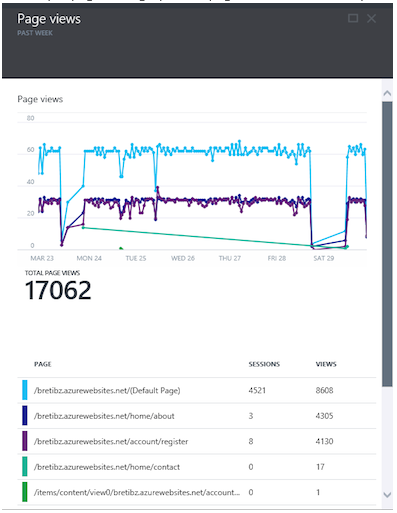 Page views
PAST WEEK
Page views
80
60
40
20
0
MAR 23 MON 24 TUE 25 WED 26 THU 27 FRI 28 SAT 29
TOTAL PAGE VIEWS
17062
PAGE SESSIONS VIEWS
/bretibz.azurewebsites.net/(Default Page) 4521 8608
/bretibz.azurewebsites.net/home/about 3 4305
/bretibz.azurewebsites.net/account/register 8 4130
/bretibz.azurewebsites.net/home/contact 0 17
/items/content/view0/bretibz.azurewebsites.net/account... 0 1